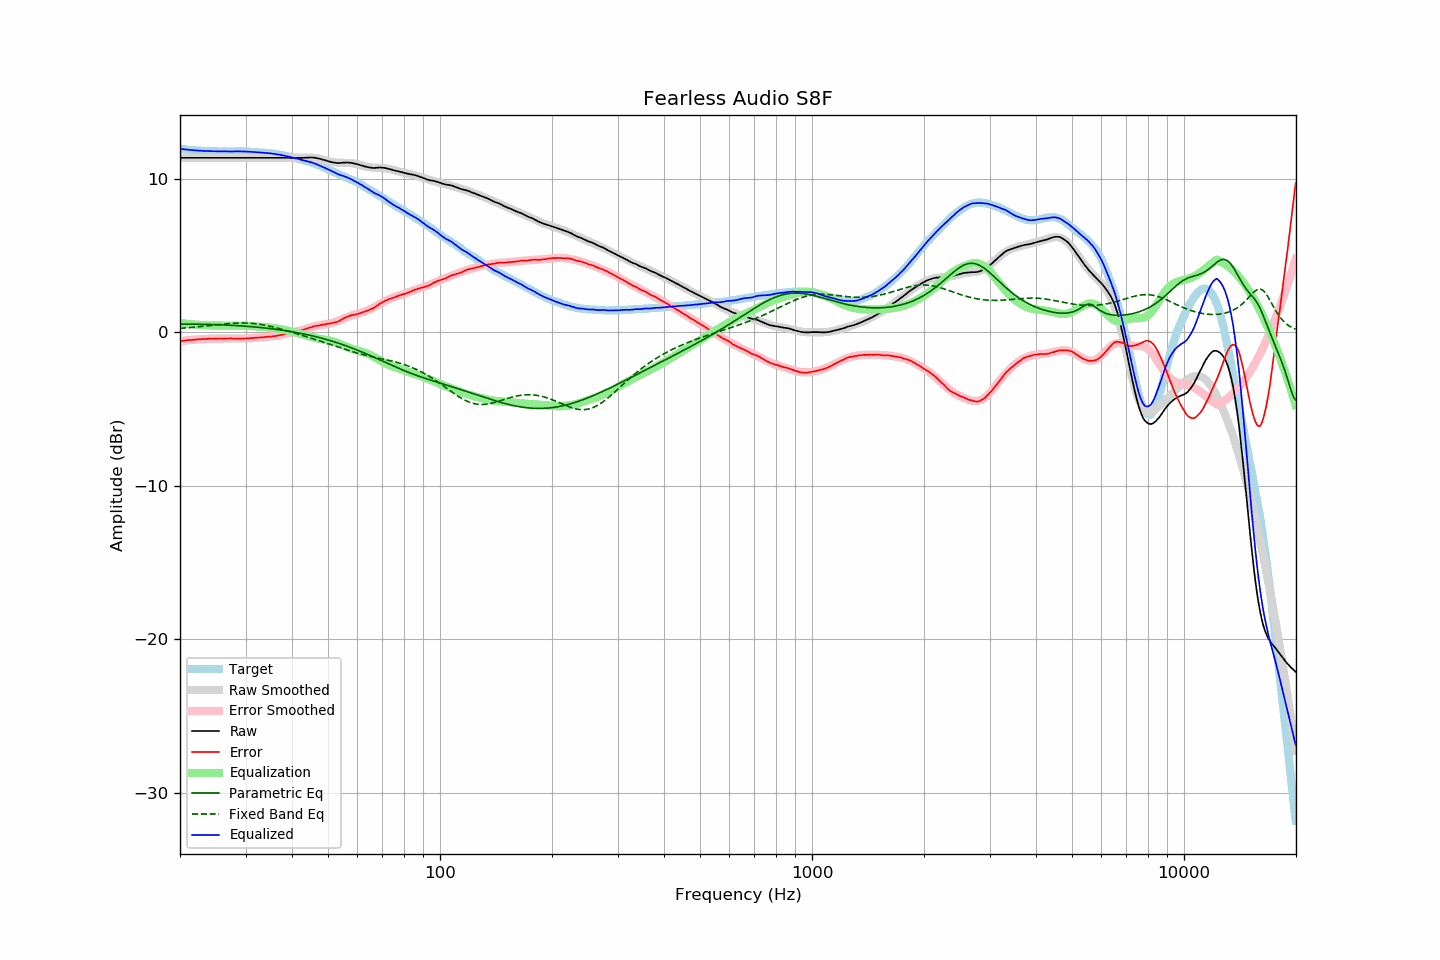 Fearless Audio S8F
10
0
−10
−20
−30
Amplitude (dBr)
100
1000
10000
Frequency (Hz)
Target
Raw Smoothed
Error Smoothed
Raw
Error
Equalization
Parametric Eq
Fixed Band Eq
Equalized